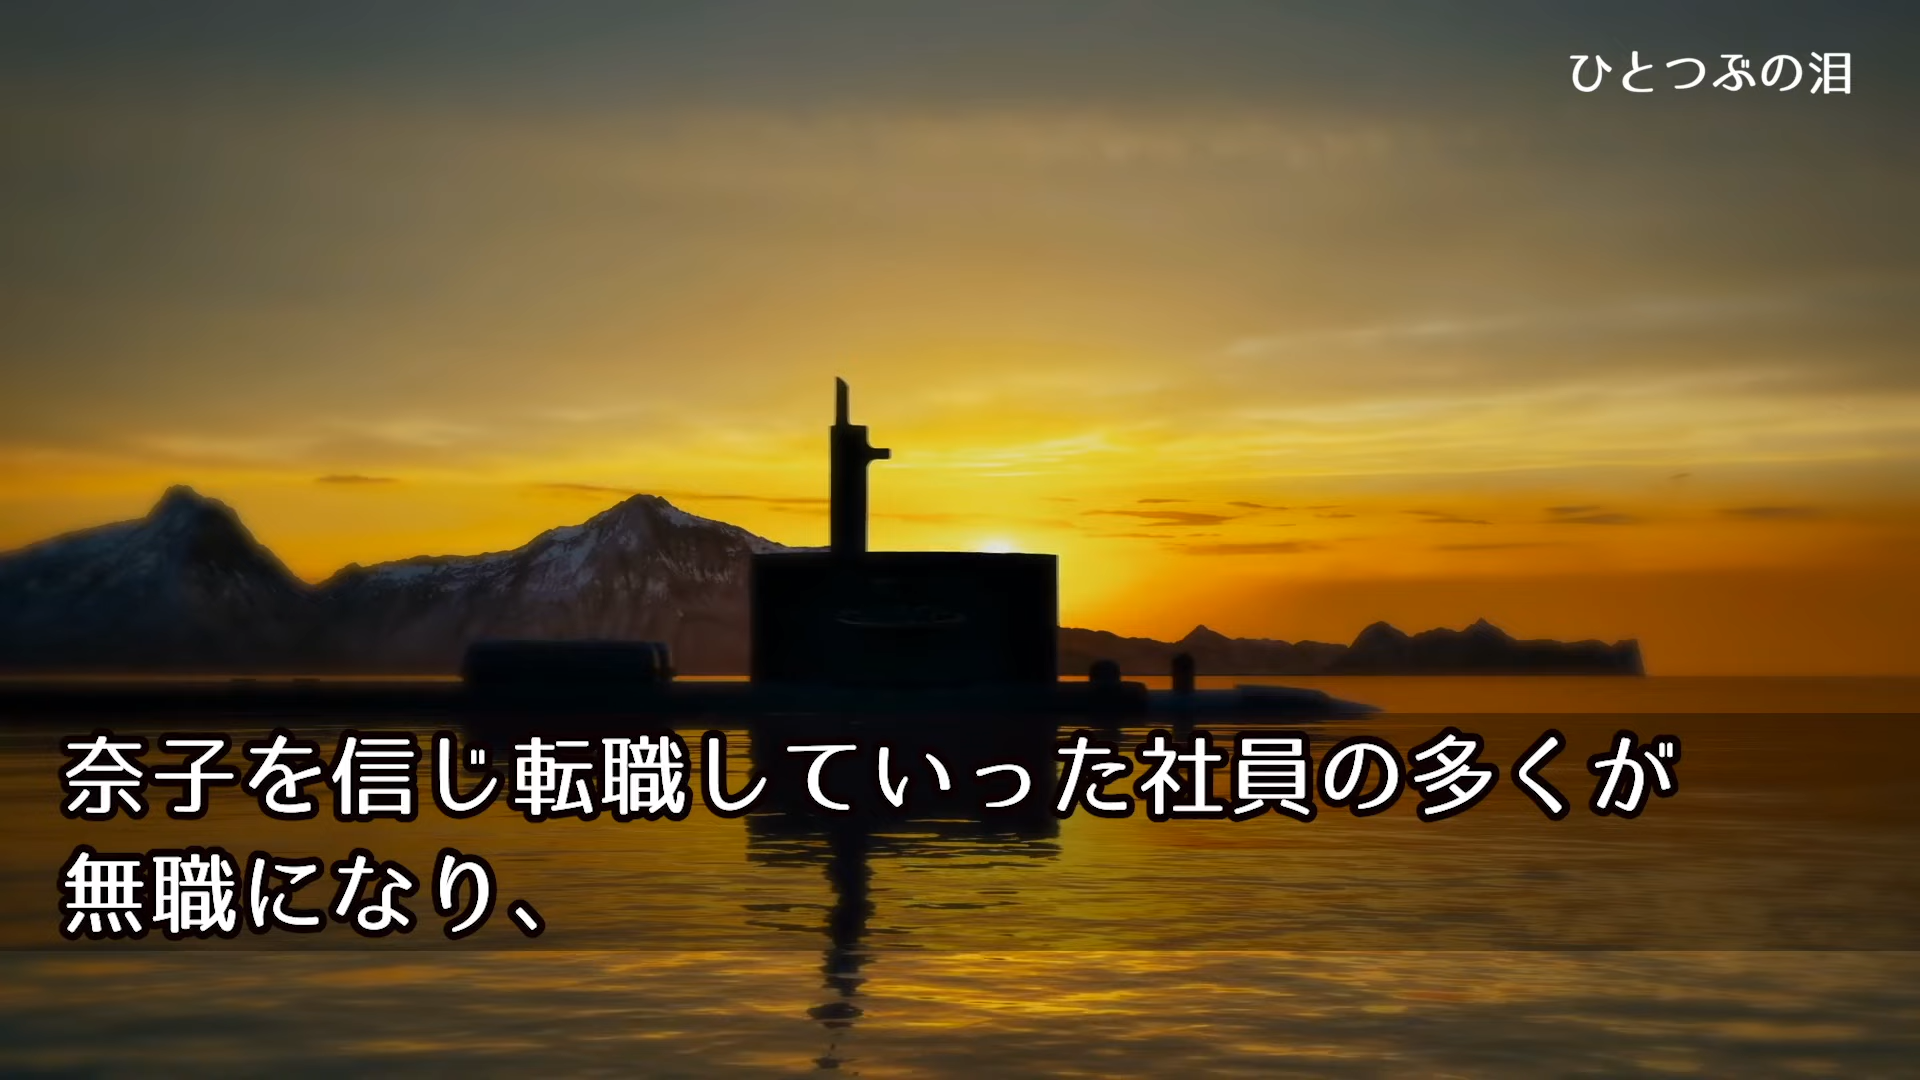 ひとつぶの泪
奈子を信じ転職していった社員の多くが
無職になり、